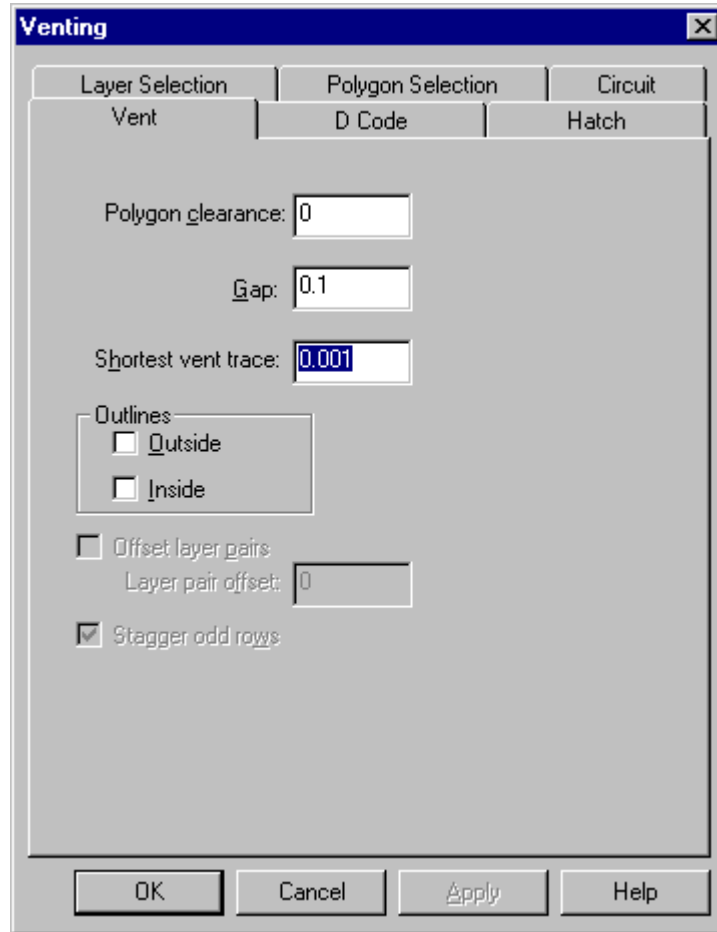 Venting
Layer Selection Polygon Selection Circuit
Vent D Code Hatch
Polygon clearance: 0
Gap: 0.1
Shortest vent trace: 0.001
Outlines
Outside
Inside
Offset layer pairs
Layer pair offset: 0
Stagger odd rows
OK Cancel Apply Help